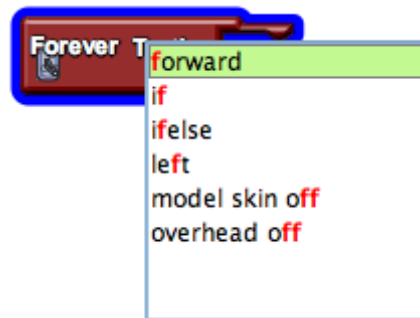 Forever
forward
if
ifelse
left
model skin off
overhead off